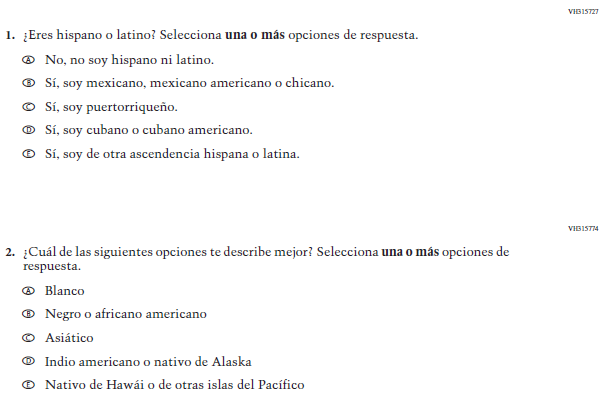 VH315727
1. ¿Eres hispano o latino? Selecciona una o más opciones de respuesta.
A No, no soy hispano ni latino.
B Sí, soy mexicano, mexicano americano o chicano.
C Sí, soy puertorriqueño.
D Sí, soy cubano o cubano americano.
E Sí, soy de otra ascendencia hispana o latina.
VH315774
2. ¿Cuál de las siguientes opciones te describe mejor? Selecciona una o más opciones de
respuesta.
A Blanco
B Negro o africano americano
C Asiático
D Indio americano o nativo de Alaska
E Nativo de Hawái o de otras islas del Pacífico